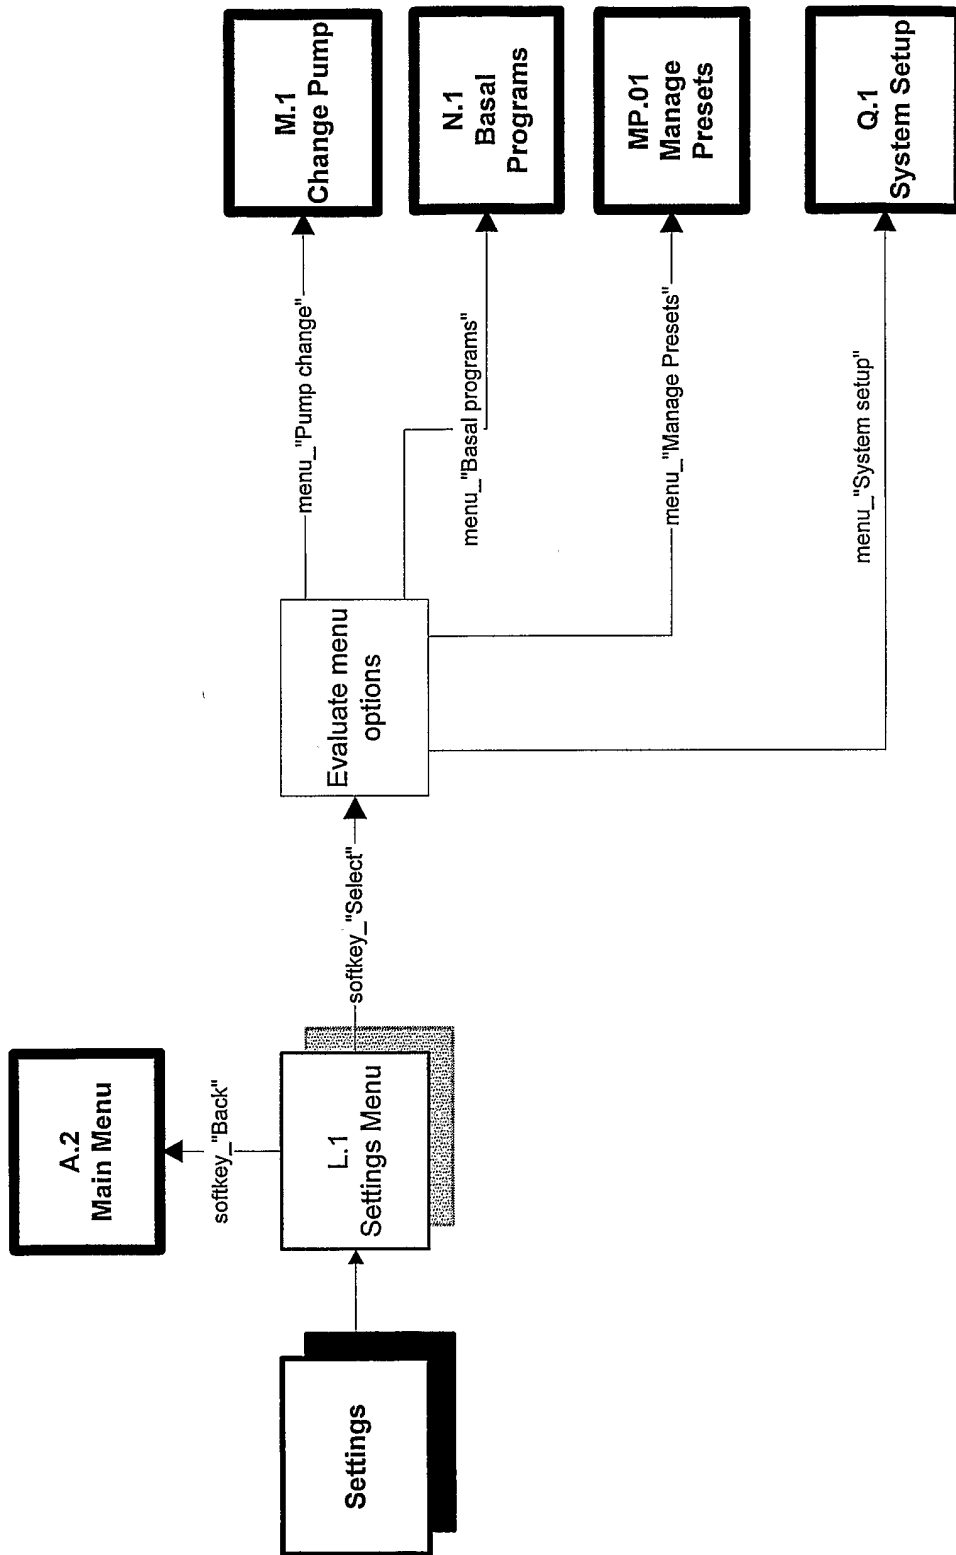 A.2
Main Menu
softkey_"Back"
Settings
L.1
Settings Menu
softkey_"Select"
Evaluate menu
options
menu_"Pump change"
M.1
Change Pump
menu_"Basal programs"
N.1
Basal
Programs
menu_"Manage Presets"
MP.01
Manage
Presets
menu_"System setup"
Q.1
System Setup